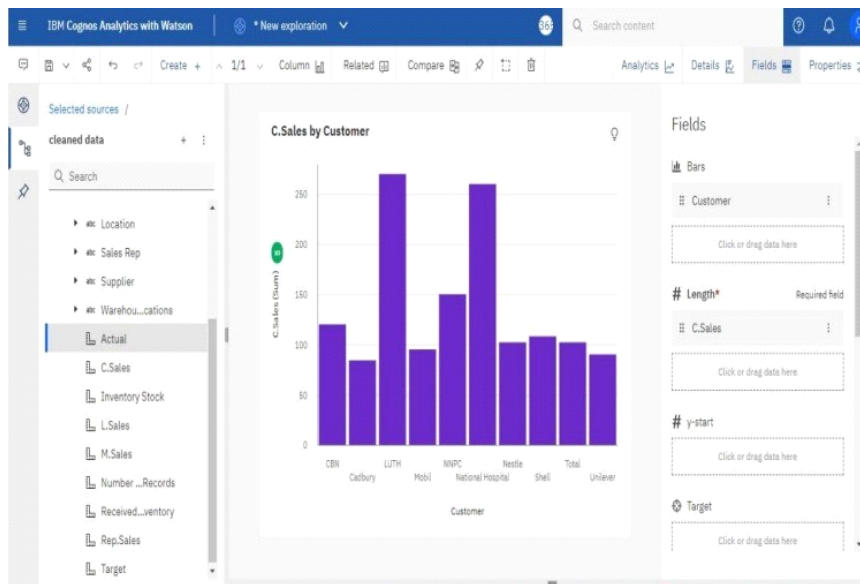 IBM Cognos Analytics with Watson
* New exploration
Search content
Create +
1/1
Column
Related
Compare
Analytics
Details
Fields
Properties
Selected sources /
cleaned data
Search
abc Location
abc Sales Rep
abc Supplier
abc Warehou...cations
Actual
C.Sales
Inventory Stock
L.Sales
M.Sales
Number ...Records
Received...ventory
Rep.Sales
Target
C.Sales by Customer
C.Sales (Sum)
250
200
150
100
50
0
CBN
Cadbury
LUTH
Mobil
NNPC
National Hospital
Nestle
Shell
Total
Unilever
Customer
Fields
Bars
Customer
Click or drag data here
# Length*
Required field
C.Sales
Click or drag data here
# y-start
Click or drag data here
Target
Click or drag data here